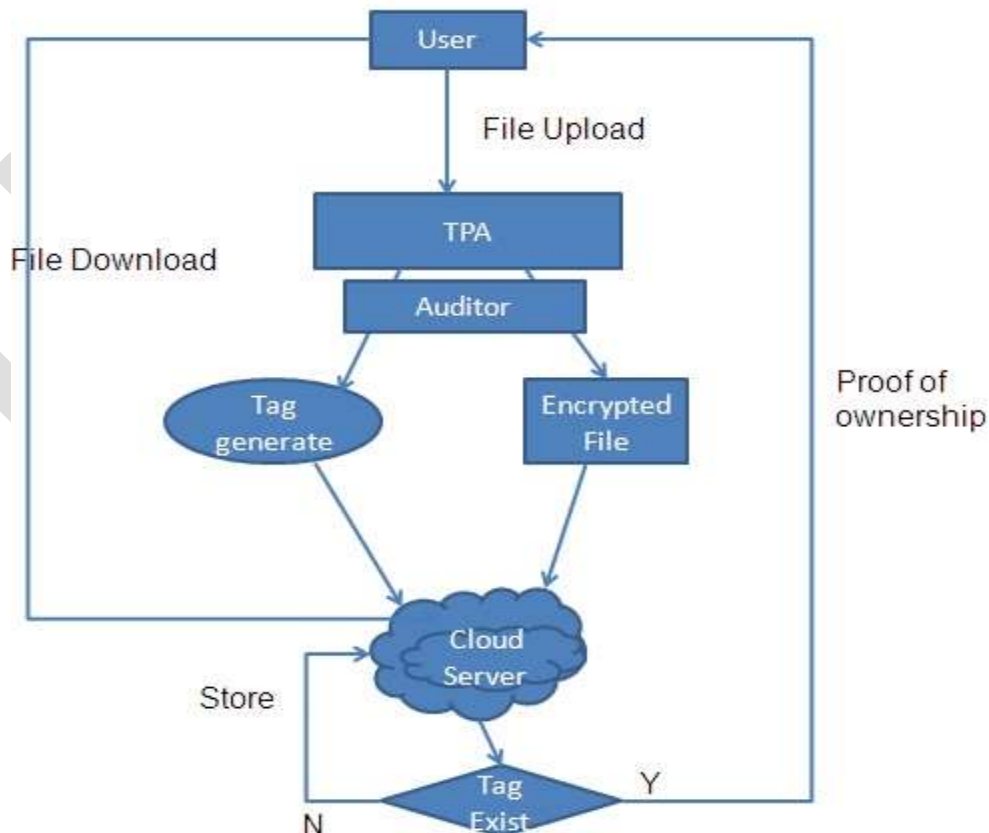 User
File Upload
TPA
File Download
Auditor
Tag
generate
Encrypted
File
Proof of
ownership
Cloud
Server
Store
Tag
Exist
Y
N